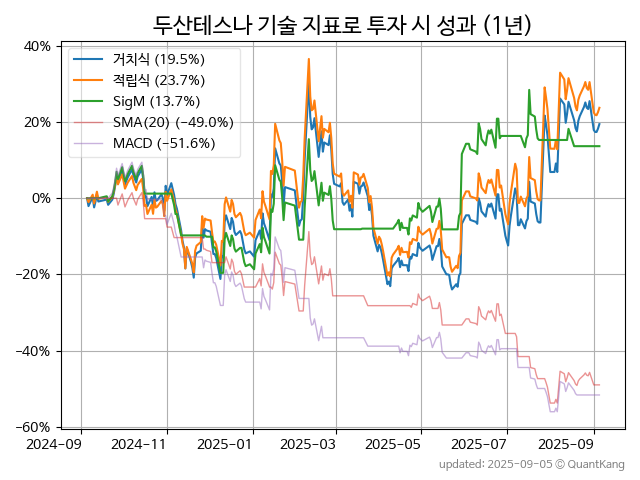 두산테스나 기술 지표로 투자 시 성과 (1년)
거치식 (19.5%)
적립식 (23.7%)
SigM (13.7%)
SMA(20) (−49.0%)
MACD (−51.6%)
40%
20%
0%
−20%
−40%
−60%
2024−09
2024−11
2025−01
2025−03
2025−05
2025−07
2025−09
updated: 2025-09-05 © QuantKang